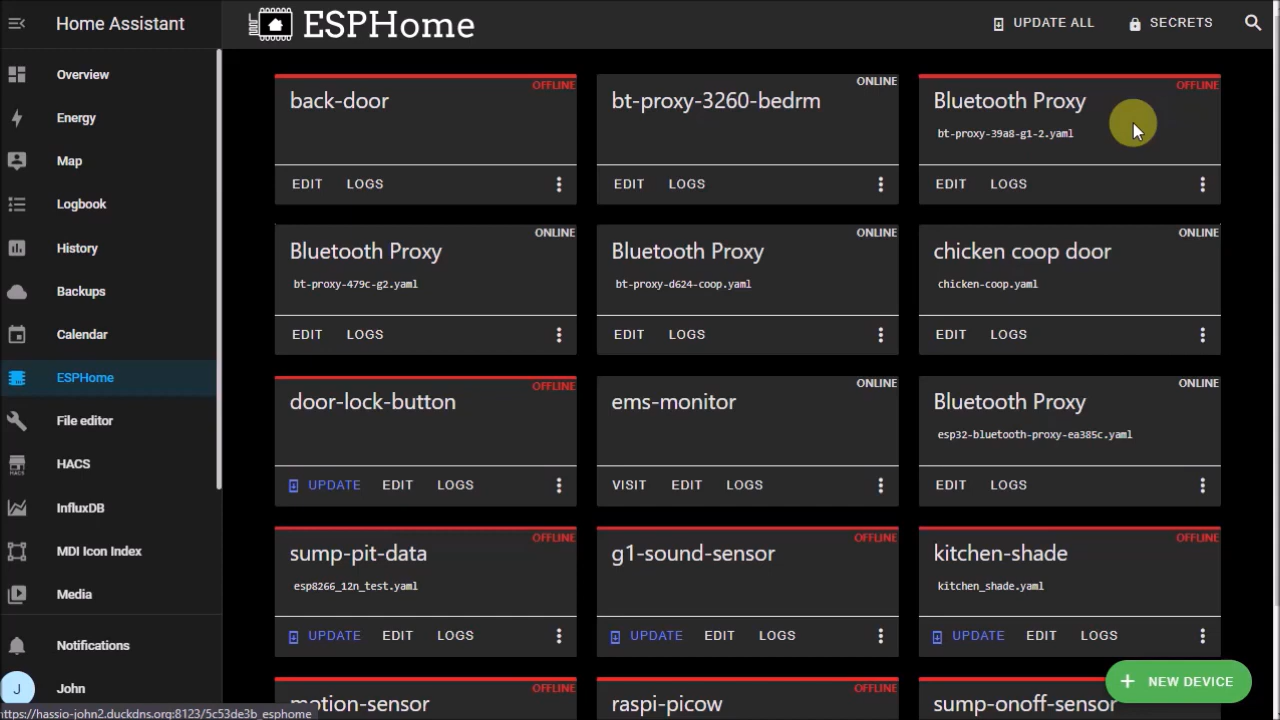 Home Assistant
ESPHome
UPDATE ALL
SECRETS
Overview
Energy
Map
Logbook
History
Backups
Calendar
ESPHome
File editor
HACS
InfluxDB
MDI Icon Index
Media
Notifications
J
John
https://hassio-john2.duckdns.org:8123/5c53de3b_esphome
OFFLINE
back-door
EDIT LOGS
ONLINE
bt-proxy-3260-bedrm
EDIT LOGS
OFFLINE
Bluetooth Proxy
bt-proxy-39a8-g1-2.yaml
EDIT LOGS
ONLINE
Bluetooth Proxy
bt-proxy-479c-g2.yaml
EDIT LOGS
ONLINE
Bluetooth Proxy
bt-proxy-d624-coop.yaml
EDIT LOGS
ONLINE
chicken coop door
chicken-coop.yaml
EDIT LOGS
OFFLINE
door-lock-button
UPDATE EDIT LOGS
ONLINE
ems-monitor
VISIT EDIT LOGS
ONLINE
Bluetooth Proxy
esp32-bluetooth-proxy-ea385c.yaml
EDIT LOGS
OFFLINE
sump-pit-data
esp8266_12n_test.yaml
UPDATE EDIT LOGS
OFFLINE
g1-sound-sensor
UPDATE EDIT LOGS
OFFLINE
kitchen-shade
kitchen_shade.yaml
UPDATE EDIT LOGS
OFFLINE
motion-sensor
OFFLINE
raspi-picow
OFFLINE
sump-onoff-sensor
+ NEW DEVICE